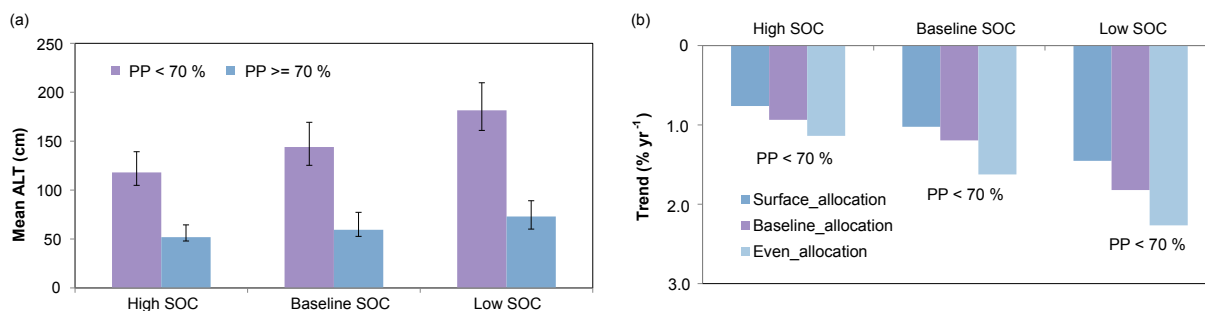 (a)
250
200
150
100
50
0
Mean ALT (cm)
PP < 70 %
PP >= 70 %
High SOC
Baseline SOC
Low SOC
(b)
High SOC
Baseline SOC
Low SOC
0
1.0
2.0
3.0
Trend (% yr⁻¹)
PP < 70 %
PP < 70 %
PP < 70 %
Surface_allocation
Baseline_allocation
Even_allocation